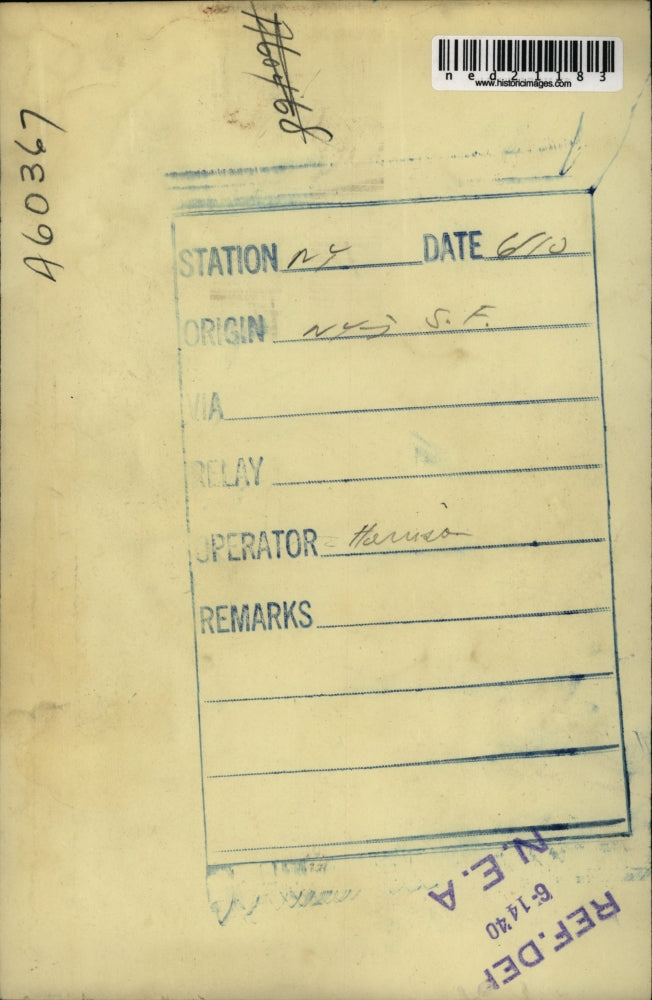 ned21183
www.historicimages.com
A60367
STATION NY DATE 6/10
ORIGIN NY-j S.F.
VIA
RELAY
OPERATOR Harrison
REMARKS
N.E.A
6-14'40
REF. DEP